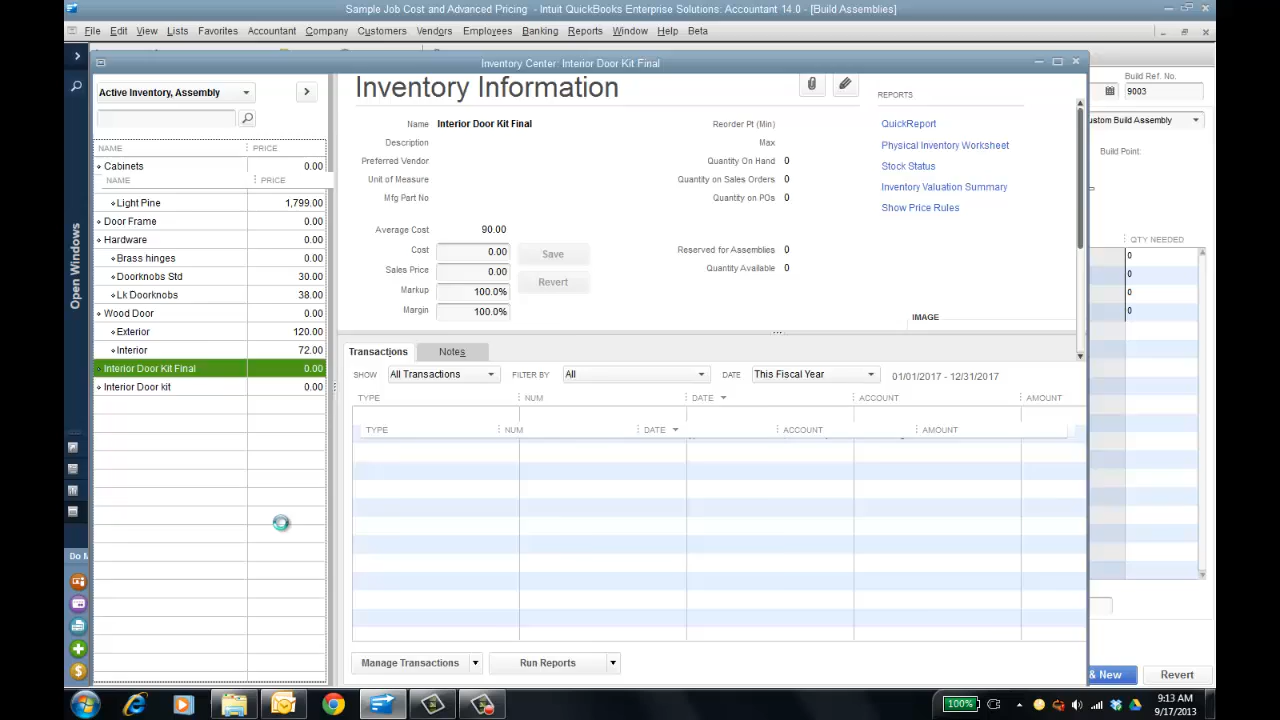 Sample Job Cost and Advanced Pricing - Intuit QuickBooks Enterprise Solutions: Accountant 14.0 - [Build Assemblies]
File Edit View Lists Favorites Accountant Company Customers Vendors Employees Banking Reports Window Help Beta
Inventory Center: Interior Door Kit Final
Build Ref. No.
9003
Build Assembly
Build Point:
QTY NEEDED
0
0
0
0
& New
Revert
Open Windows
Do M
Active Inventory, Assembly
NAME PRICE
Cabinets 0.00
NAME PRICE
Light Pine 1,799.00
Door Frame 0.00
Hardware 0.00
Brass hinges 0.00
Doorknobs Std 30.00
Lk Doorknobs 38.00
Wood Door 0.00
Exterior 120.00
Interior 72.00
Interior Door Kit Final 0.00
Interior Door kit 0.00
Inventory Information
Name Interior Door Kit Final
Description
Preferred Vendor
Unit of Measure
Mfg Part No
Average Cost 90.00
Cost 0.00
Sales Price 0.00
Markup 100.0%
Margin 100.0%
Save
Revert
Reorder Pt (Min)
Max
Quantity On Hand 0
Quantity on Sales Orders 0
Quantity on POs 0
Reserved for Assemblies 0
Quantity Available 0
REPORTS
QuickReport
Physical Inventory Worksheet
Stock Status
Inventory Valuation Summary
Show Price Rules
IMAGE
Transactions Notes
SHOW All Transactions FILTER BY All DATE This Fiscal Year 01/01/2017 - 12/31/2017
TYPE NUM DATE ACCOUNT AMOUNT
TYPE NUM DATE ACCOUNT AMOUNT
Manage Transactions Run Reports
100%
9:13 AM
9/17/2013